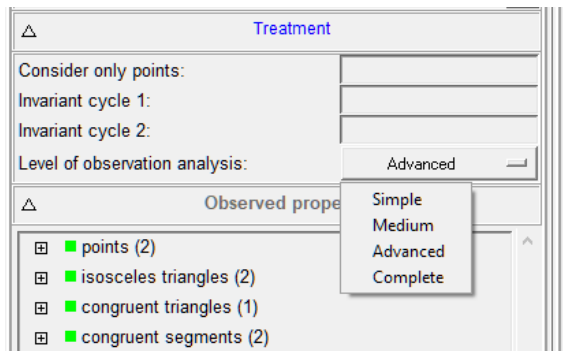 Treatment
Consider only points:
Invariant cycle 1:
Invariant cycle 2:
Level of observation analysis: Advanced
Observed prope
Simple
Medium
Advanced
Complete
points (2)
isosceles triangles (2)
congruent triangles (1)
congruent segments (2)